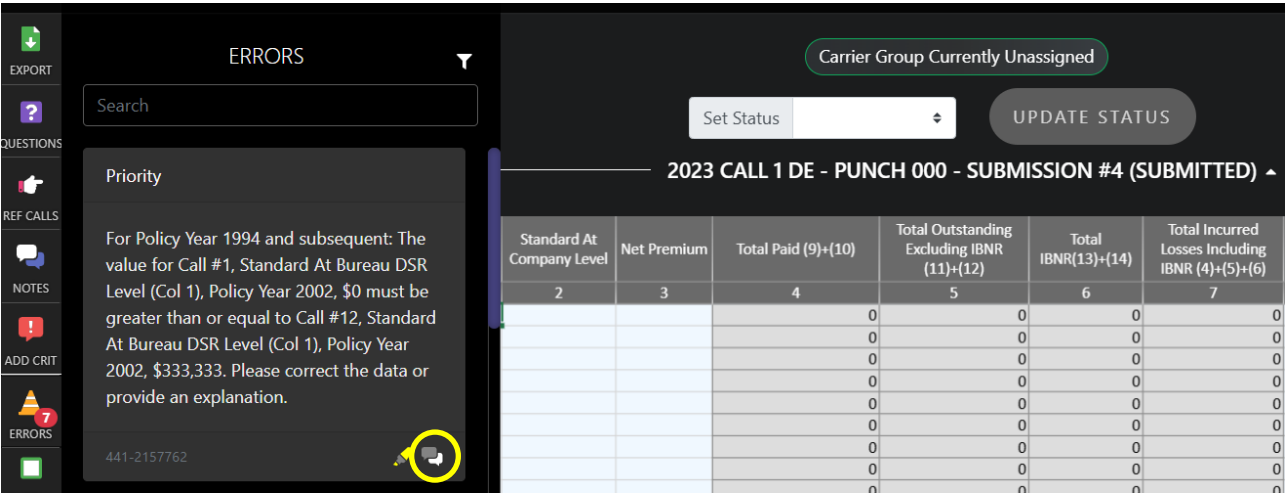 EXPORT
QUESTIONS
REF CALLS
NOTES
ADD CRIT
7
ERRORS
ERRORS
Search
Priority
For Policy Year 1994 and subsequent: The
value for Call #1, Standard At Bureau DSR
Level (Col 1), Policy Year 2002, $0 must be
greater than or equal to Call #12, Standard
At Bureau DSR Level (Col 1), Policy Year
2002, $333,333. Please correct the data or
provide an explanation.
441-2157762
Carrier Group Currently Unassigned
Set Status
UPDATE STATUS
2023 CALL 1 DE - PUNCH 000 - SUBMISSION #4 (SUBMITTED)
Standard At
Company Level
Net Premium
Total Paid (9)+(10)
Total Outstanding
Excluding IBNR
(11)+(12)
Total
IBNR(13)+(14)
Total Incurred
Losses Including
IBNR (4)+(5)+(6)
2 3 4 5 6 7
0 0 0 0
0 0 0 0
0 0 0 0
0 0 0 0
0 0 0 0
0 0 0 0
0 0 0 0
0 0 0 0
0 0 0 0